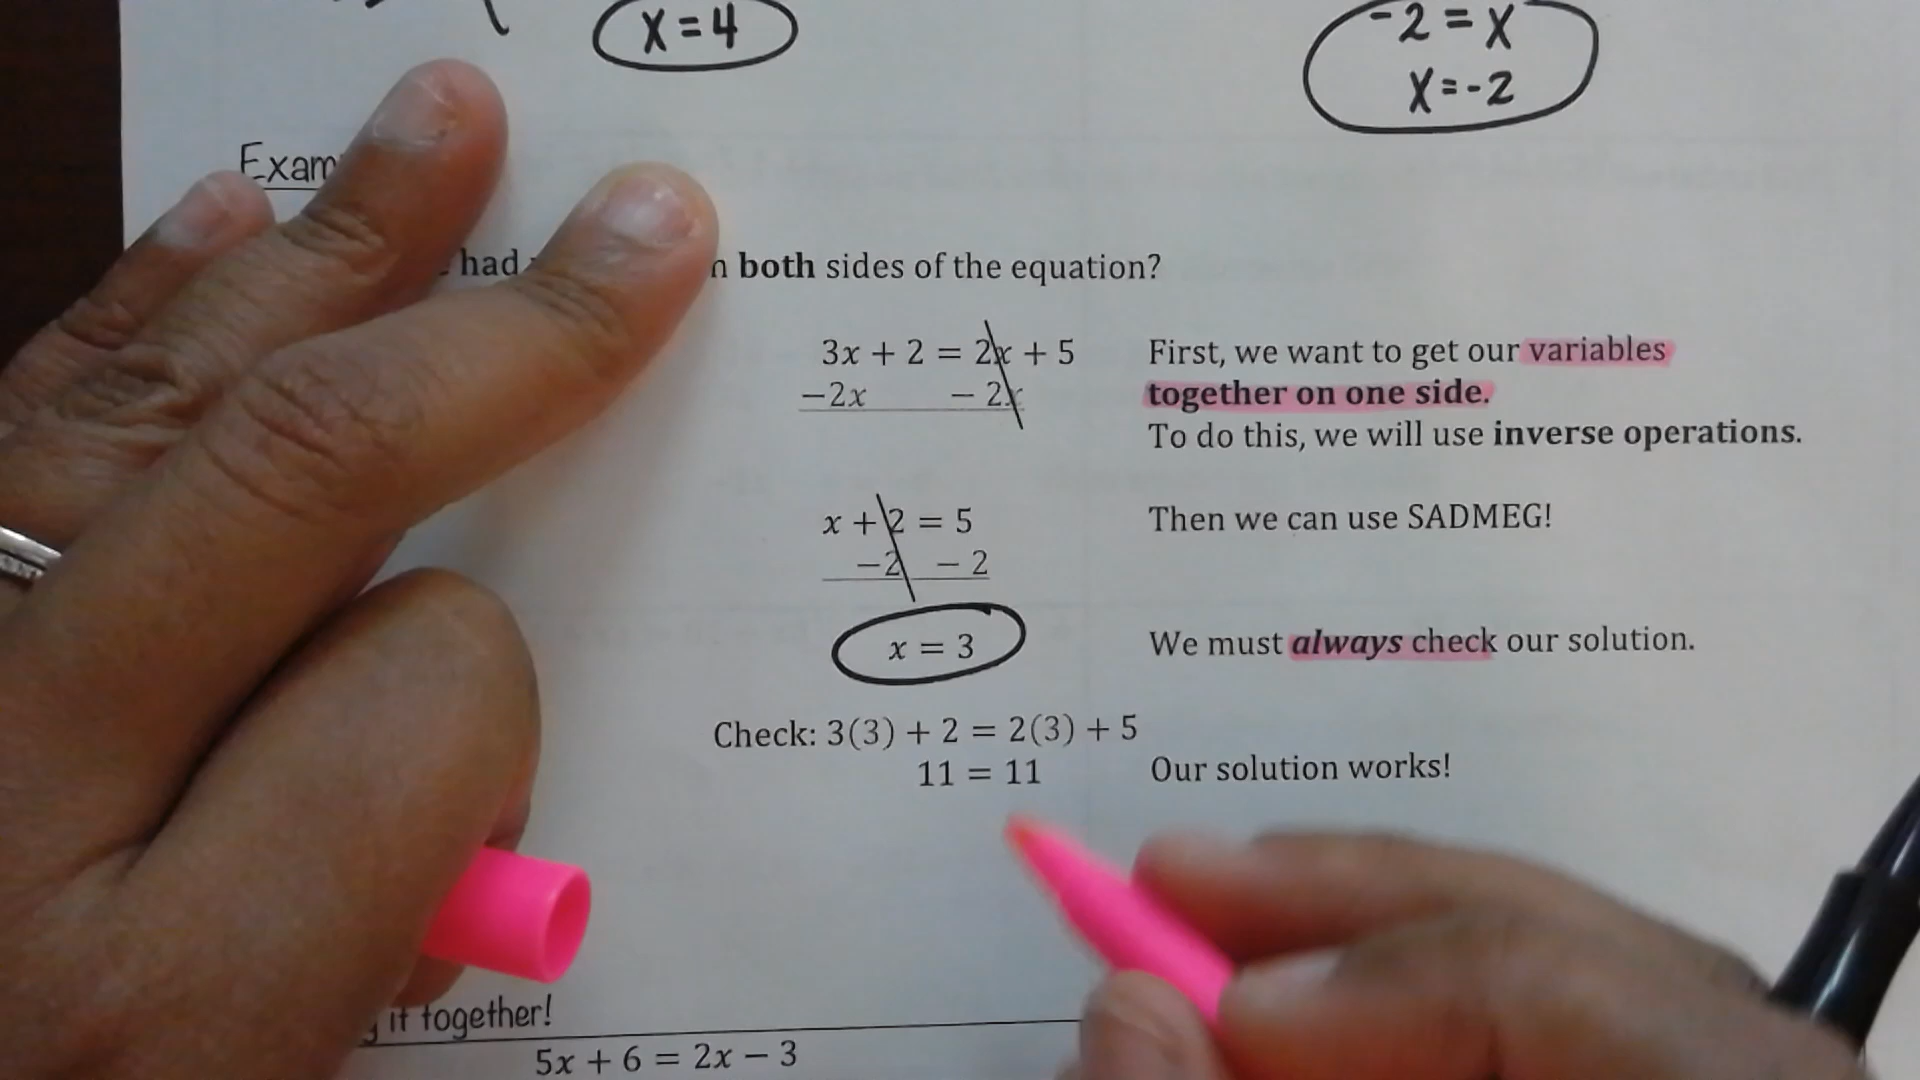 x = 4
-2 = x
x = -2
had both sides of the equation?
3x + 2 = 2x + 5
−2x − 2x
First, we want to get our variables
together on one side.
To do this, we will use inverse operations.
x + 2 = 5
−2 − 2
Then we can use SADMEG!
x = 3
We must always check our solution.
Check: 3(3) + 2 = 2(3) + 5
11 = 11
Our solution works!
it together!
5x + 6 = 2x − 3